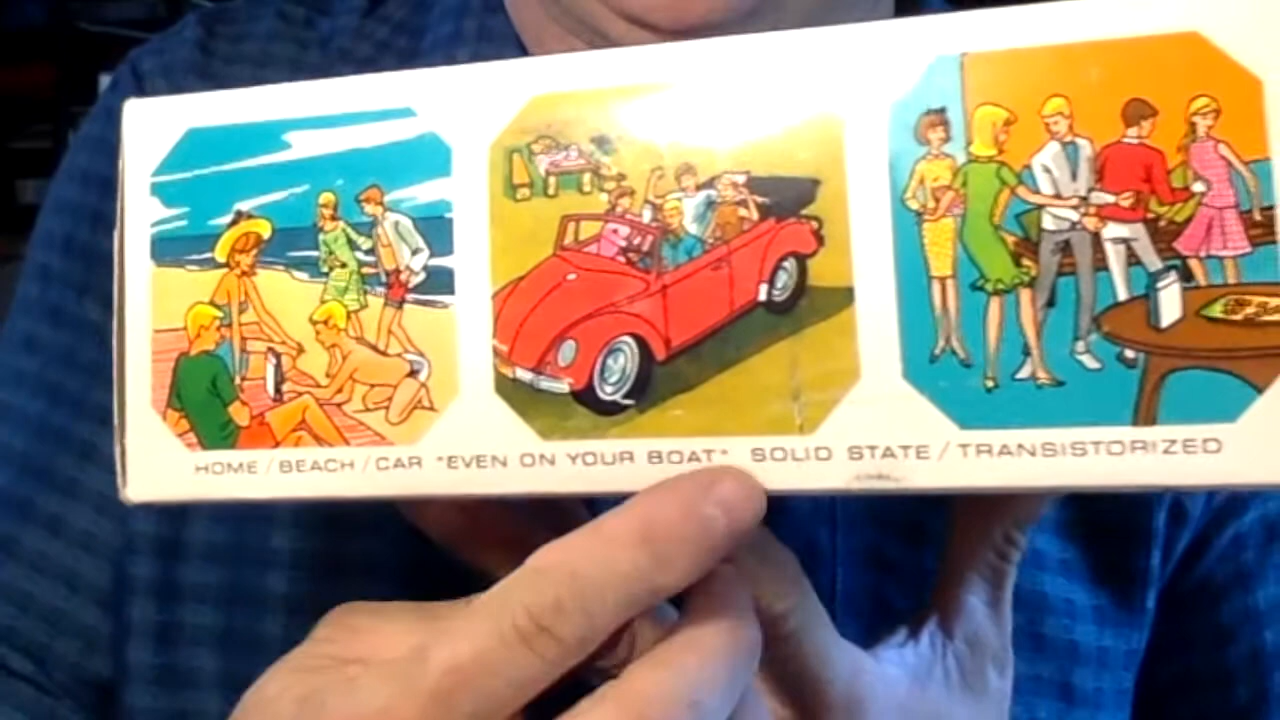 HOME / BEACH / CAR "EVEN ON YOUR BOAT" SOLID STATE / TRANSISTORIZED